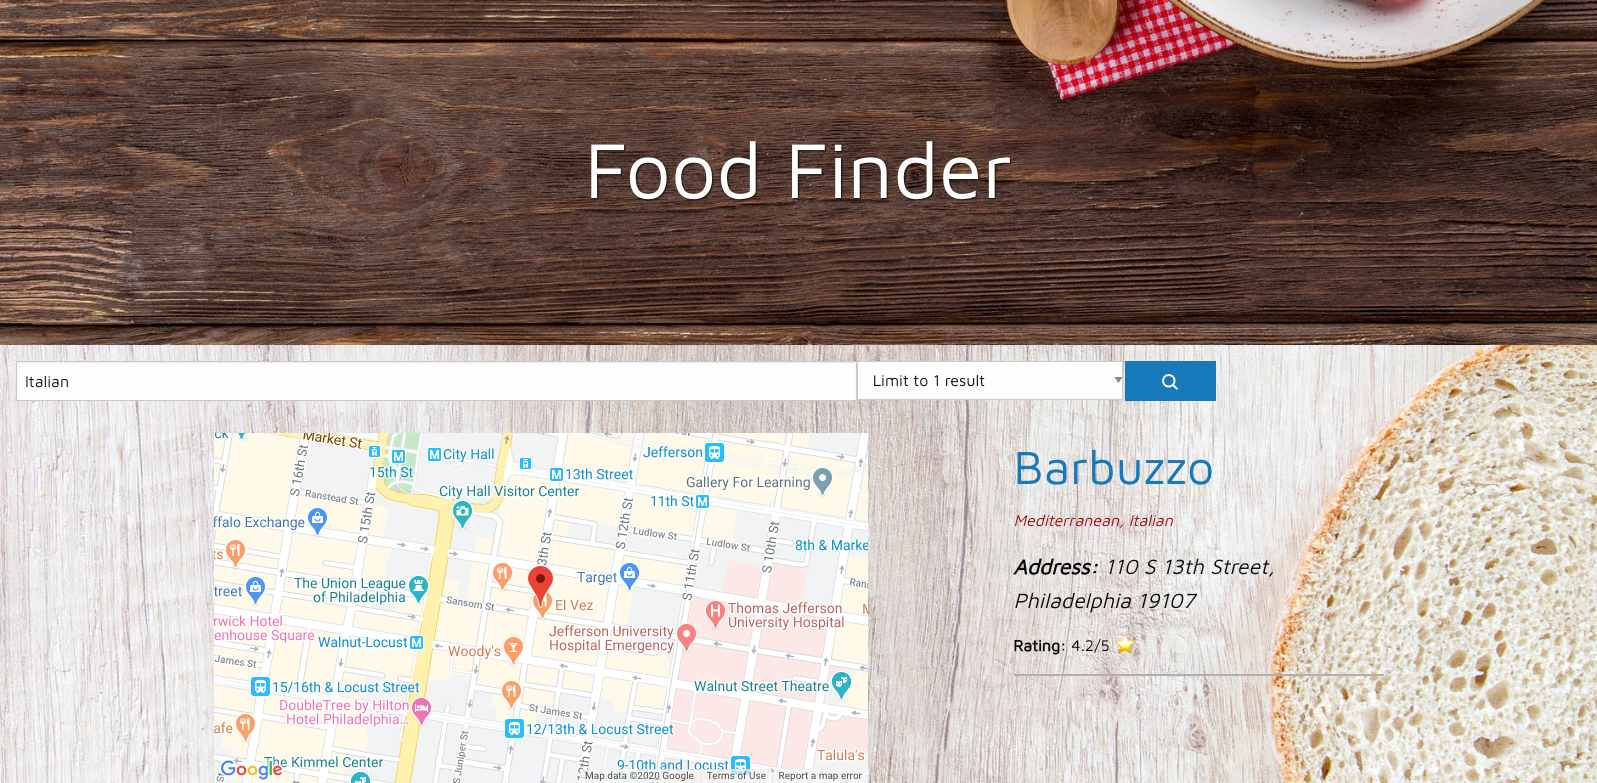 Food Finder
Italian
Limit to 1 result
Market St
City Hall
Jefferson
15th St
13th Street
S 16th St
Gallery For Learning
City Hall Visitor Center
Ranstead St
S 15th St
11th St
ffalo Exchange
S 12th St
Ludlow St
Ludlow St
S 10th St
8th & Marke
3th St
S 11th St
ts
The Union League
of Philadelphia
Target
Rans
treet
Sansom St
El Vez
Thomas Jefferson
University Hospital
rwick Hotel
enhouse Square
Walnut-Locust
Jefferson University
Hospital Emergency
Woody's
James St
15/16th & Locust Street
Walnut Street Theatre
DoubleTree by Hilton
Hotel Philadelphia...
St James St
afe
12/13th & Locust Street
S Juniper St
12th St
Talula's
The Kimmel Center
9-10th and Locust
Google
Map data ©2020 Google
Terms of Use
Report a map error
Barbuzzo
Mediterranean, Italian
Address: 110 S 13th Street,
Philadelphia 19107
Rating: 4.2/5